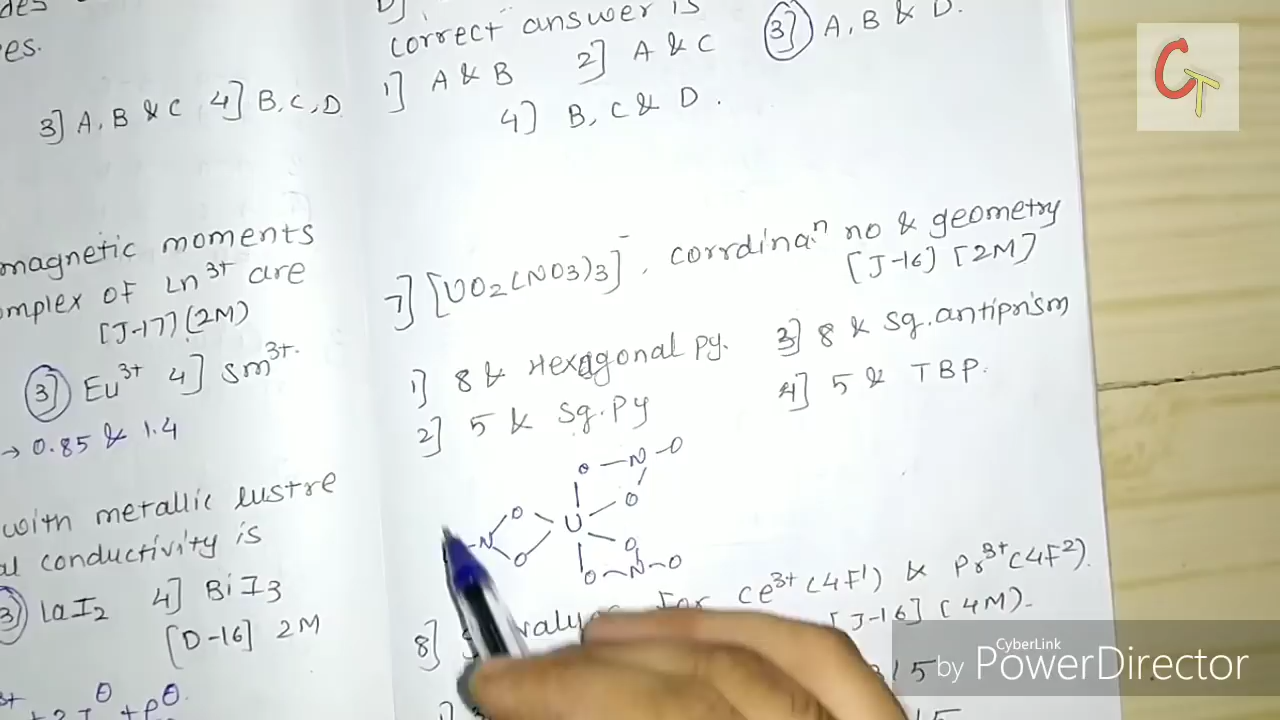 es.
3] A, B & C 4] B, C, D
magnetic moments
complex of Ln3+ are
[J-17] (2M)
3] Eu3+ 4] Sm3+.
→ 0.85 & 1.4
with metallic lustre
conductivity is
3] LaI2 4] BiI3
[D-16] 2M
correct answer is
1] A & B 2] A & C 3] A, B & D.
4] B, C & D.
7] [UO2(NO3)3]-, corrdinan no & geometry
[J-16] [2M]
1] 8 & Hexagonal py. 3] 8 & sq. antiprism
2] 5 & sq. py 4] 5 & TBP.
O - N - O
O
O U
N
O O
O - N - O
8] for Ce3+ (4F1) & Pr3+ (4F2).
[J-16] (4M).
CT
CyberLink
by PowerDirector